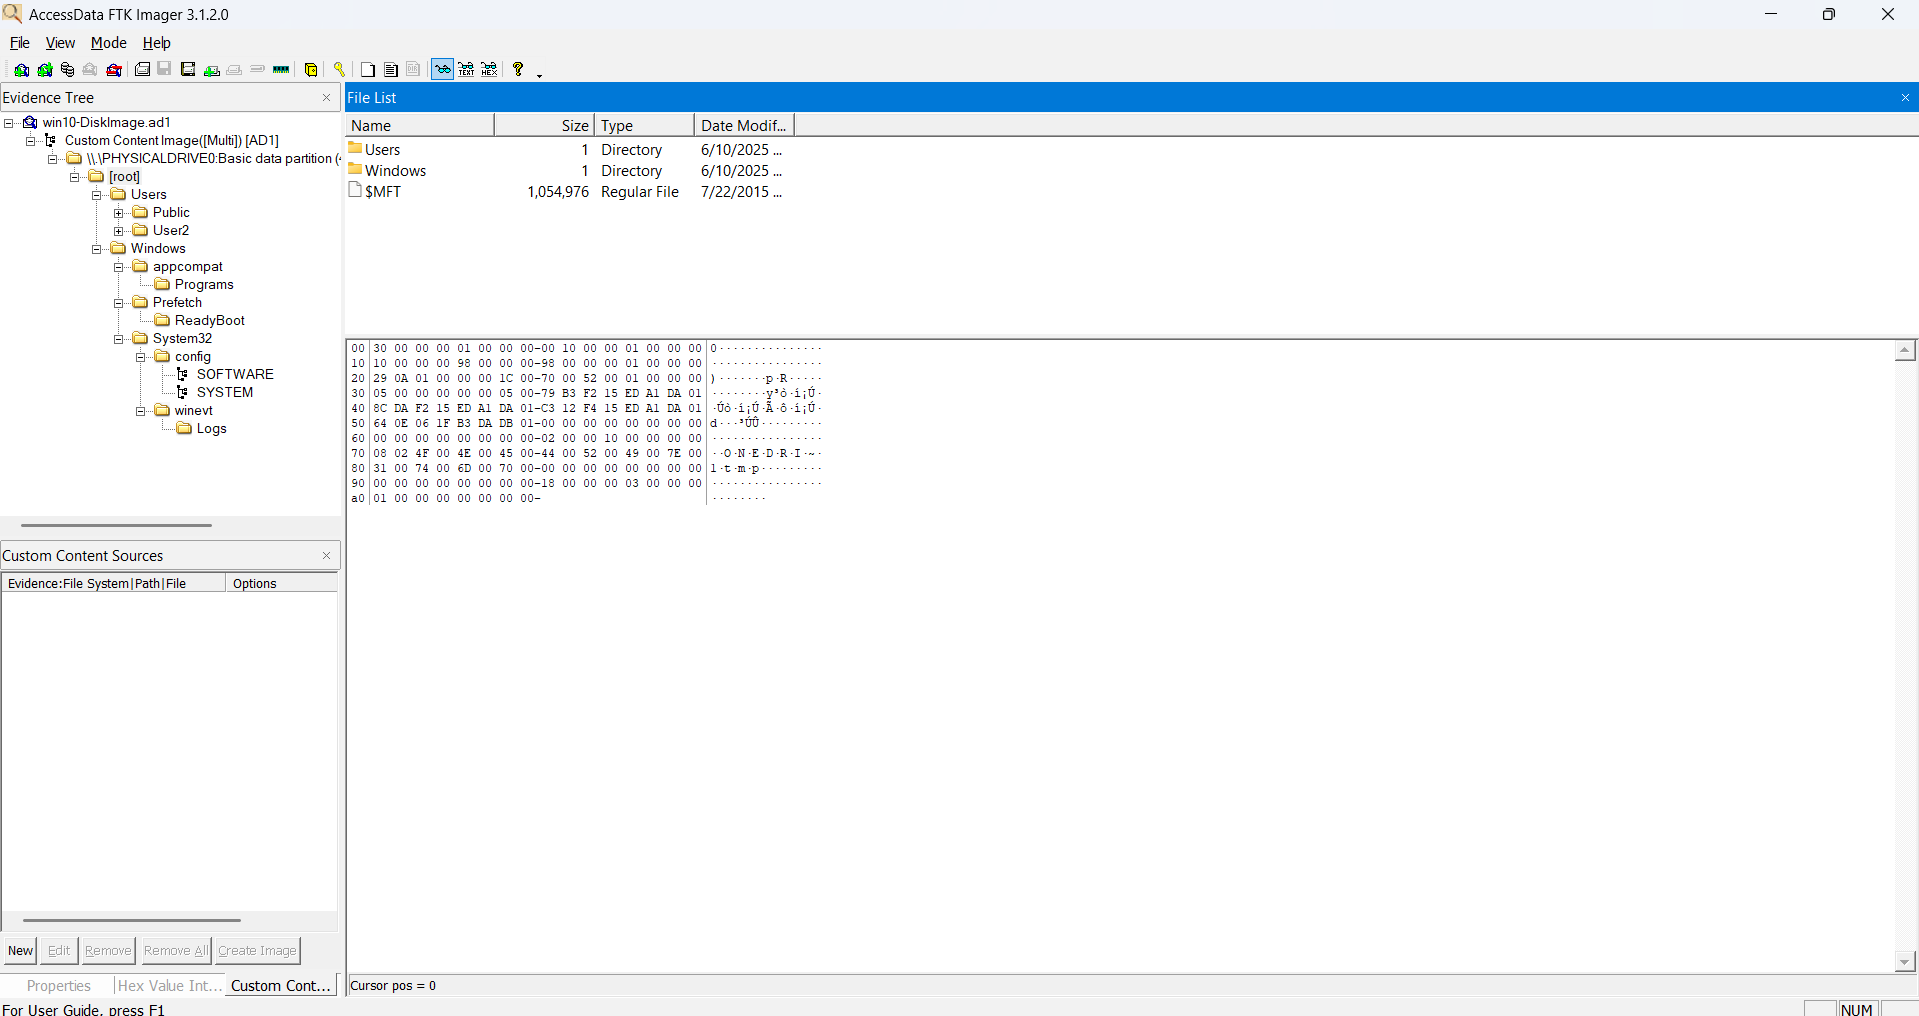 AccessData FTK Imager 3.1.2.0
File View Mode Help
TEXT HEX
Evidence Tree
win10-DiskImage.ad1
Custom Content Image([Multi]) [AD1]
\\.\PHYSICALDRIVE0:Basic data partition (
[root]
Users
Public
User2
Windows
appcompat
Programs
Prefetch
ReadyBoot
System32
config
SOFTWARE
SYSTEM
winevt
Logs
Custom Content Sources
Evidence:File System|Path|File Options
New Edit Remove Remove All Create Image
Properties Hex Value Int... Custom Cont...
File List
Name Size Type Date Modif...
Users 1 Directory 6/10/2025 ...
Windows 1 Directory 6/10/2025 ...
$MFT 1,054,976 Regular File 7/22/2015 ...
00 30 00 00 00 01 00 00 00-00 10 00 00 01 00 00 00 0···············
10 10 00 00 00 98 00 00 00-98 00 00 00 01 00 00 00 ················
20 29 0A 01 00 00 00 1C 00-70 00 52 00 01 00 00 00 )·······p·R·····
30 05 00 00 00 00 00 05 00-79 B3 F2 15 ED A1 DA 01 ········y³ò·í¡Ú·
40 8C DA F2 15 ED A1 DA 01-C3 12 F4 15 ED A1 DA 01 ·Úò·í¡Ú·Ã·ô·í¡Ú·
50 64 0E 06 1F B3 DA DB 01-00 00 00 00 00 00 00 00 d···³ÚÛ·········
60 00 00 00 00 00 00 00 00-02 00 00 10 00 00 00 00 ················
70 08 02 4F 00 4E 00 45 00-44 00 52 00 49 00 7E 00 ··O·N·E·D·R·I·~·
80 31 00 74 00 6D 00 70 00-00 00 00 00 00 00 00 00 1·t·m·p·········
90 00 00 00 00 00 00 00 00-18 00 00 00 03 00 00 00 ················
a0 01 00 00 00 00 00 00 00- ········
Cursor pos = 0
For User Guide, press F1
NUM